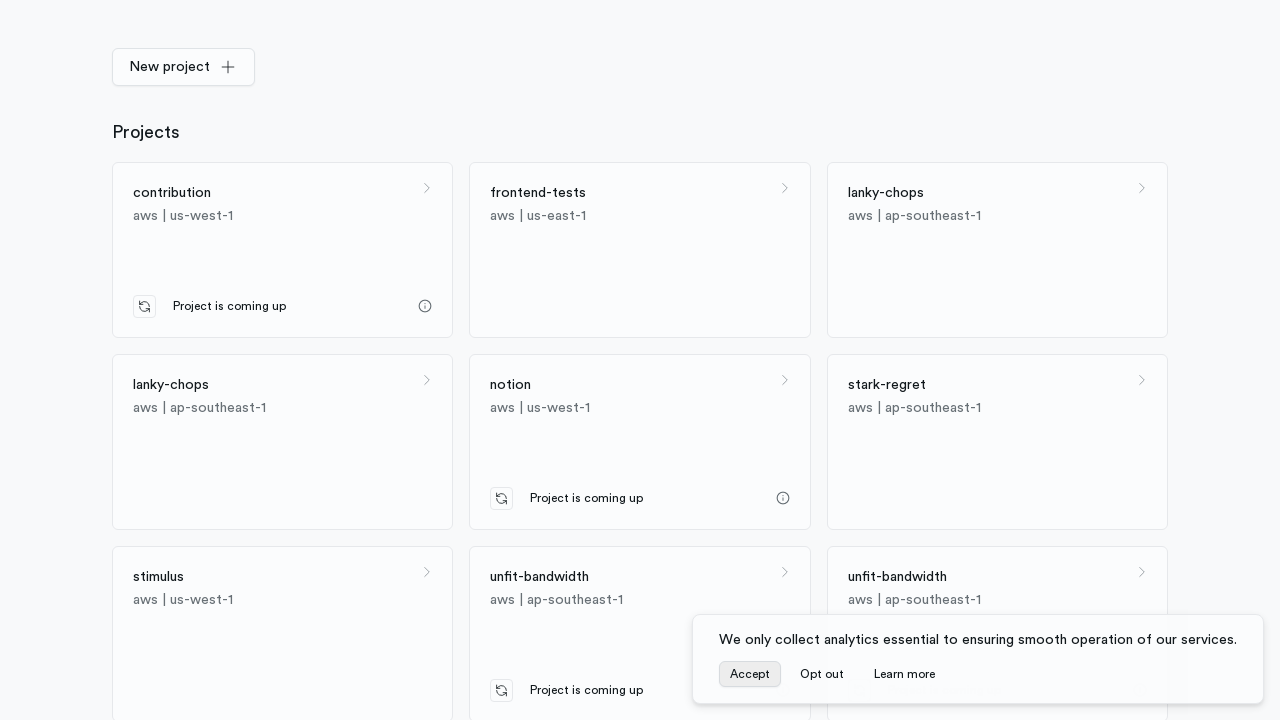 New project
Projects
contribution
aws | us-west-1
Project is coming up
frontend-tests
aws | us-east-1
lanky-chops
aws | ap-southeast-1
lanky-chops
aws | ap-southeast-1
notion
aws | us-west-1
Project is coming up
stark-regret
aws | ap-southeast-1
stimulus
aws | us-west-1
unfit-bandwidth
aws | ap-southeast-1
Project is coming up
unfit-bandwidth
aws | ap-southeast-1
We only collect analytics essential to ensuring smooth operation of our services.
Accept
Opt out
Learn more